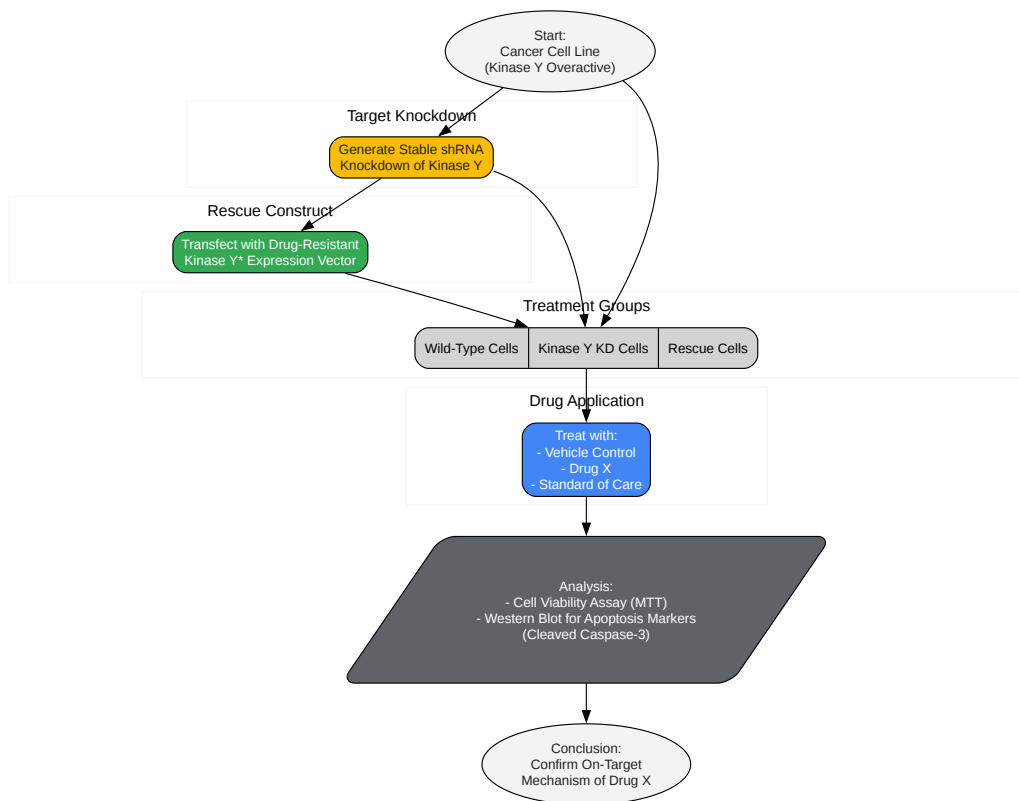 Start:
Cancer Cell Line
(Kinase Y Overactive)
Target Knockdown
Generate Stable shRNA
Knockdown of Kinase Y
Rescue Construct
Transfect with Drug-Resistant
Kinase Y* Expression Vector
Treatment Groups
Wild-Type Cells
Kinase Y KD Cells
Rescue Cells
Drug Application
Treat with:
- Vehicle Control
- Drug X
- Standard of Care
Analysis:
- Cell Viability Assay (MTT)
- Western Blot for Apoptosis Markers
(Cleaved Caspase-3)
Conclusion:
Confirm On-Target
Mechanism of Drug X